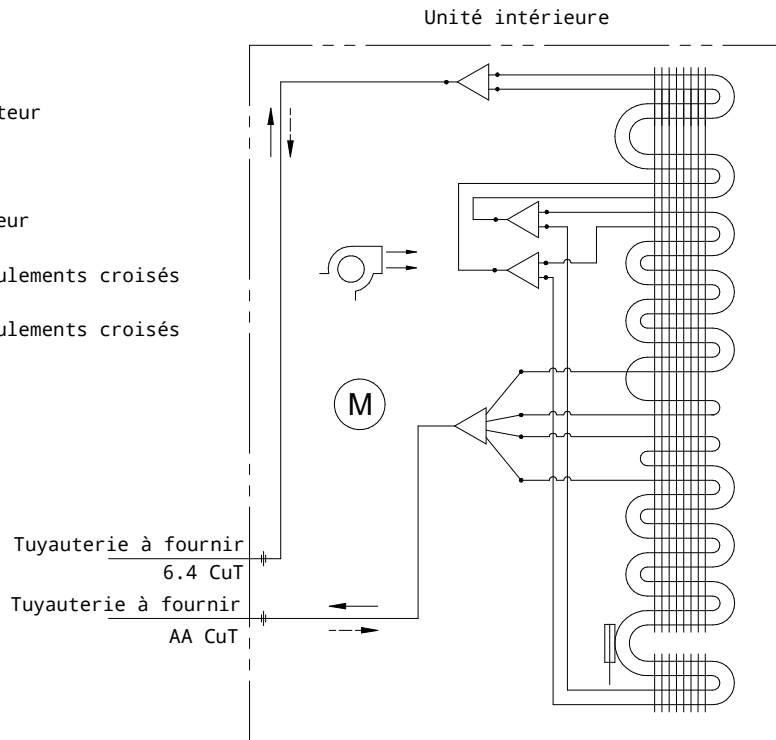 Unité intérieure
teur
eur
ulements croisés
ulements croisés
M
Tuyauterie à fournir
6.4 CuT
Tuyauterie à fournir
AA CuT